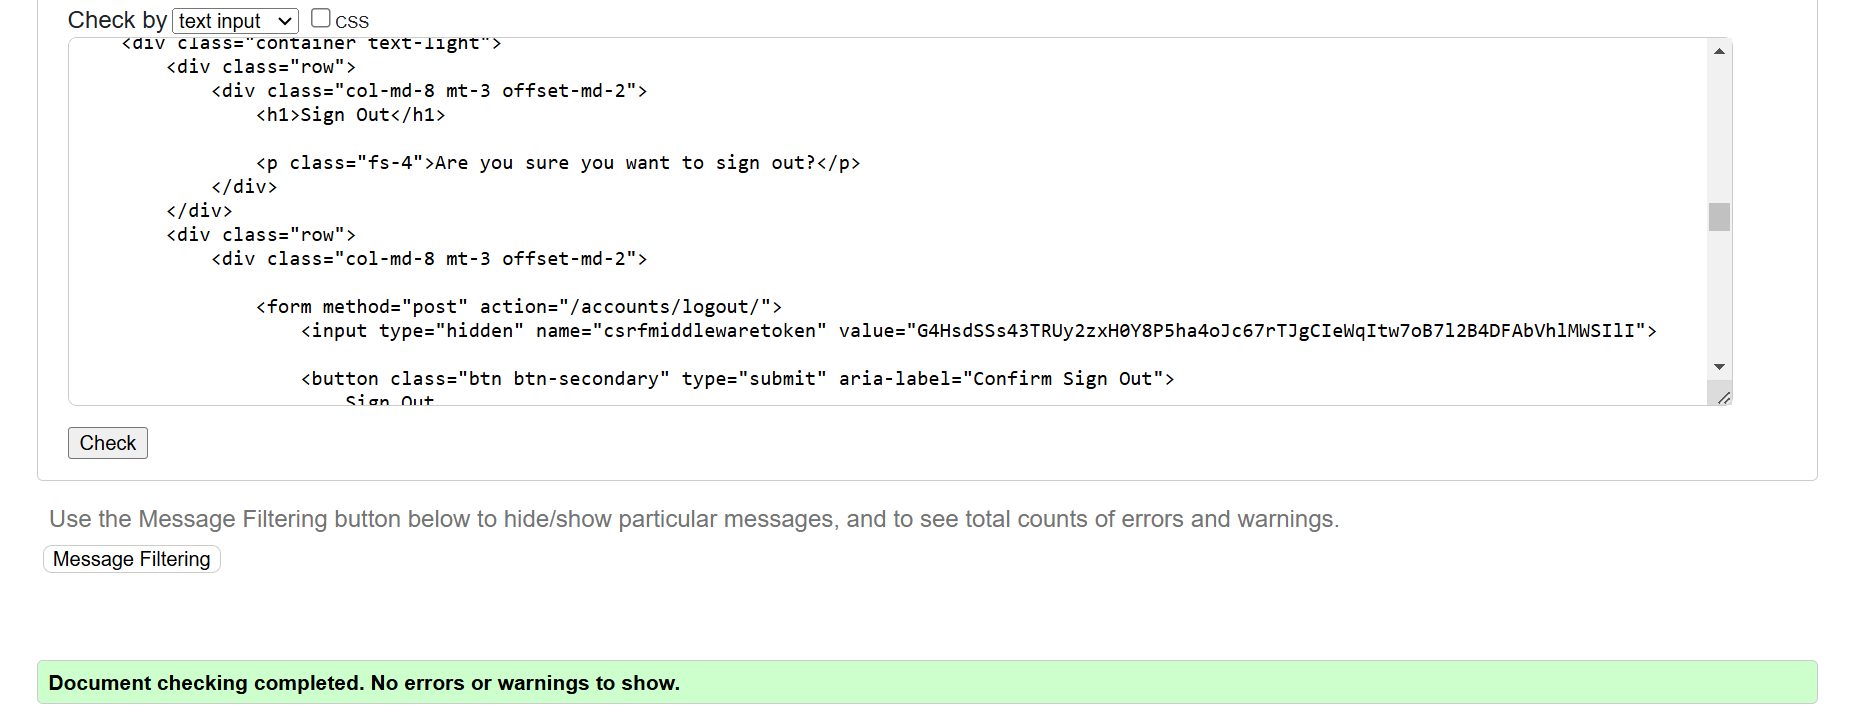 Check by text input CSS
<div class="container text-light">
<div class="row">
<div class="col-md-8 mt-3 offset-md-2">
<h1>Sign Out</h1>
<p class="fs-4">Are you sure you want to sign out?</p>
</div>
</div>
<div class="row">
<div class="col-md-8 mt-3 offset-md-2">
<form method="post" action="/accounts/logout/">
<input type="hidden" name="csrfmiddlewaretoken" value="G4HsdSSs43TRUy2zxH0Y8P5ha4oJc67rTJgCIeWqItw7oB7l2B4DFAbVhlMWSIlI">
<button class="btn btn-secondary" type="submit" aria-label="Confirm Sign Out">
Sign Out
Check
Use the Message Filtering button below to hide/show particular messages, and to see total counts of errors and warnings.
Message Filtering
Document checking completed. No errors or warnings to show.